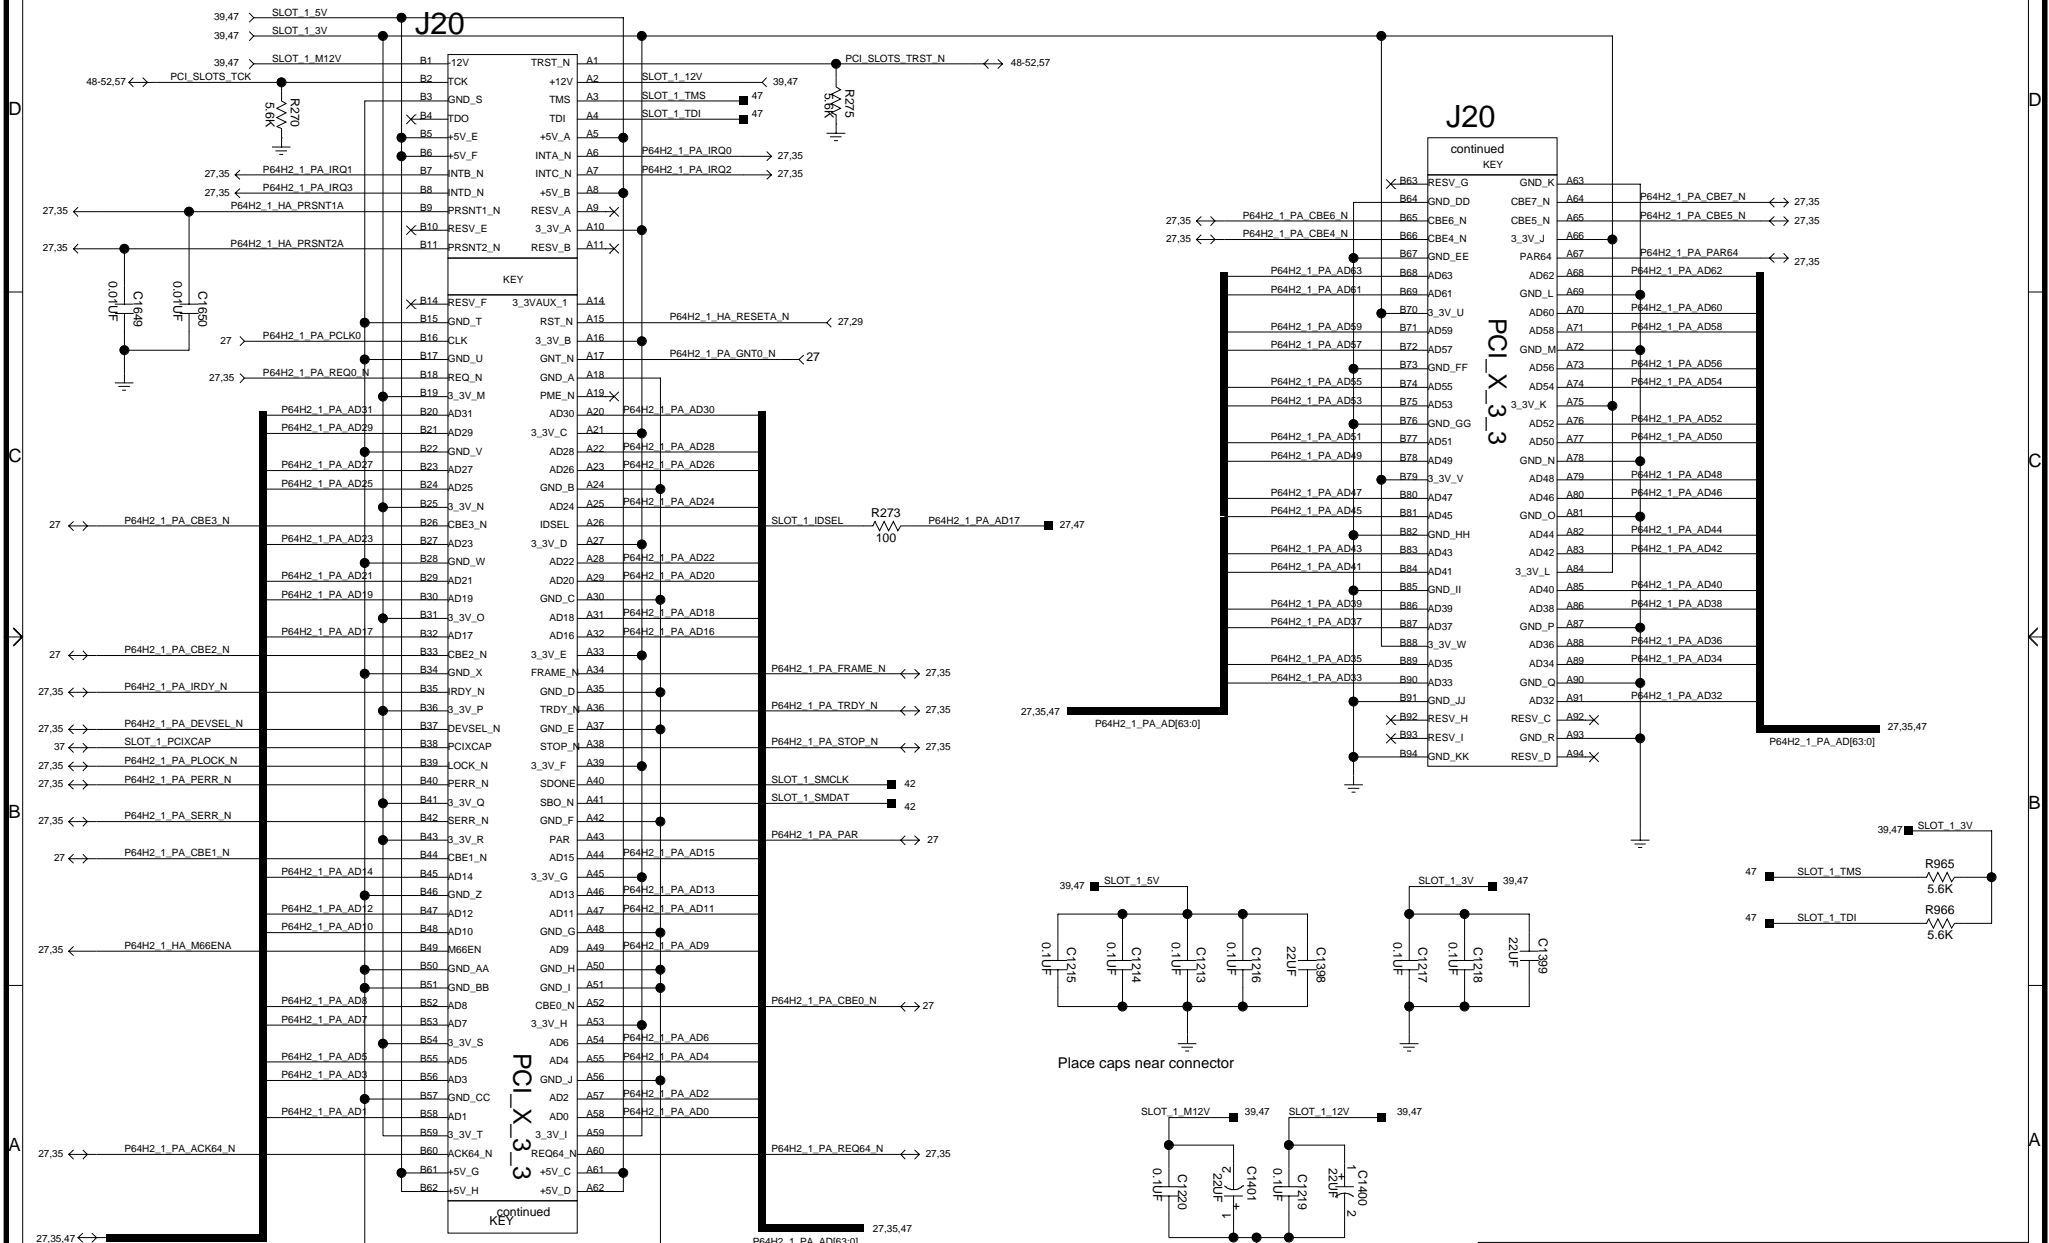 39,47 SLOT_1_5V
39,47 SLOT_1_3V
J20
39,47 SLOT_1_M12V B1 -12V TRST_N A1 PCI_SLOTS_TRST_N 48-52,57
48-52,57 PCI_SLOTS_TCK B2 TCK +12V A2 SLOT_1_12V 39,47
B3 GND_S TMS A3 SLOT_1_TMS 47
R270 5.6K
R275 5.6K
B4 TDO TDI A4 SLOT_1_TDI 47
B5 +5V_E +5V_A A5
B6 +5V_F INTA_N A6 P64H2_1_PA_IRQ0 27,35
27,35 P64H2_1_PA_IRQ1 B7 INTB_N INTC_N A7 P64H2_1_PA_IRQ2 27,35
27,35 P64H2_1_PA_IRQ3 B8 INTD_N +5V_B A8
27,35 P64H2_1_HA_PRSNT1A B9 PRSNT1_N RESV_A A9
B10 RESV_E 3_3V_A A10
27,35 P64H2_1_HA_PRSNT2A B11 PRSNT2_N RESV_B A11
KEY
C1649 0.01UF
C1650 0.01UF
B14 RESV_F 3_3VAUX_1 A14
B15 GND_T RST_N A15 P64H2_1_HA_RESETA_N 27,29
27 P64H2_1_PA_PCLK0 B16 CLK 3_3V_B A16
B17 GND_U GNT_N A17 P64H2_1_PA_GNT0_N 27
27,35 P64H2_1_PA_REQ0_N B18 REQ_N GND_A A18
B19 3_3V_M PME_N A19
P64H2_1_PA_AD31 B20 AD31 AD30 A20 P64H2_1_PA_AD30
P64H2_1_PA_AD29 B21 AD29 3_3V_C A21
B22 GND_V AD28 A22 P64H2_1_PA_AD28
P64H2_1_PA_AD27 B23 AD27 AD26 A23 P64H2_1_PA_AD26
P64H2_1_PA_AD25 B24 AD25 GND_B A24
B25 3_3V_N AD24 A25 P64H2_1_PA_AD24
27 P64H2_1_PA_CBE3_N B26 CBE3_N IDSEL A26 SLOT_1_IDSEL R273 100 P64H2_1_PA_AD17 27,47
P64H2_1_PA_AD23 B27 AD23 3_3V_D A27
B28 GND_W AD22 A28 P64H2_1_PA_AD22
P64H2_1_PA_AD21 B29 AD21 AD20 A29 P64H2_1_PA_AD20
P64H2_1_PA_AD19 B30 AD19 GND_C A30
B31 3_3V_O AD18 A31 P64H2_1_PA_AD18
P64H2_1_PA_AD17 B32 AD17 AD16 A32 P64H2_1_PA_AD16
27 P64H2_1_PA_CBE2_N B33 CBE2_N 3_3V_E A33
B34 GND_X FRAME_N A34 P64H2_1_PA_FRAME_N 27,35
27,35 P64H2_1_PA_IRDY_N B35 IRDY_N GND_D A35
B36 3_3V_P TRDY_N A36 P64H2_1_PA_TRDY_N 27,35
27,35 P64H2_1_PA_DEVSEL_N B37 DEVSEL_N GND_E A37
37 SLOT_1_PCIXCAP B38 PCIXCAP STOP_N A38 P64H2_1_PA_STOP_N 27,35
27,35 P64H2_1_PA_PLOCK_N B39 LOCK_N 3_3V_F A39
27,35 P64H2_1_PA_PERR_N B40 PERR_N SDONE A40 SLOT_1_SMCLK 42
B41 3_3V_Q SBO_N A41 SLOT_1_SMDAT 42
27,35 P64H2_1_PA_SERR_N B42 SERR_N GND_F A42
B43 3_3V_R PAR A43 P64H2_1_PA_PAR 27
27 P64H2_1_PA_CBE1_N B44 CBE1_N AD15 A44 P64H2_1_PA_AD15
P64H2_1_PA_AD14 B45 AD14 3_3V_G A45
B46 GND_Z AD13 A46 P64H2_1_PA_AD13
P64H2_1_PA_AD12 B47 AD12 AD11 A47 P64H2_1_PA_AD11
P64H2_1_PA_AD10 B48 AD10 GND_G A48
27,35 P64H2_1_HA_M66ENA B49 M66EN AD9 A49 P64H2_1_PA_AD9
B50 GND_AA GND_H A50
B51 GND_BB GND_I A51
P64H2_1_PA_AD8 B52 AD8 CBE0_N A52 P64H2_1_PA_CBE0_N 27
P64H2_1_PA_AD7 B53 AD7 3_3V_H A53
B54 3_3V_S AD6 A54 P64H2_1_PA_AD6
P64H2_1_PA_AD5 B55 AD5 AD4 A55 P64H2_1_PA_AD4
P64H2_1_PA_AD3 B56 AD3 GND_J A56
B57 GND_CC AD2 A57 P64H2_1_PA_AD2
P64H2_1_PA_AD1 B58 AD1 AD0 A58 P64H2_1_PA_AD0
B59 3_3V_T 3_3V_I A59
27,35 P64H2_1_PA_ACK64_N B60 ACK64_N REQ64_N A60 P64H2_1_PA_REQ64_N 27,35
B61 +5V_G +5V_C A61
B62 +5V_H +5V_D A62
PCI_X_3_3
continued
KEY
27,35,47
27,35,47
P64H2_1_PA_AD[63:0]
J20
continued
KEY
B63 RESV_G GND_K A63
B64 GND_DD CBE7_N A64 P64H2_1_PA_CBE7_N 27,35
27,35 P64H2_1_PA_CBE6_N B65 CBE6_N CBE5_N A65 P64H2_1_PA_CBE5_N 27,35
27,35 P64H2_1_PA_CBE4_N B66 CBE4_N 3_3V_J A66
B67 GND_EE PAR64 A67 P64H2_1_PA_PAR64 27,35
P64H2_1_PA_AD63 B68 AD63 AD62 A68 P64H2_1_PA_AD62
P64H2_1_PA_AD61 B69 AD61 GND_L A69
B70 3_3V_U AD60 A70 P64H2_1_PA_AD60
P64H2_1_PA_AD59 B71 AD59 AD58 A71 P64H2_1_PA_AD58
P64H2_1_PA_AD57 B72 AD57 GND_M A72
B73 GND_FF AD56 A73 P64H2_1_PA_AD56
P64H2_1_PA_AD55 B74 AD55 AD54 A74 P64H2_1_PA_AD54
P64H2_1_PA_AD53 B75 AD53 3_3V_K A75
B76 GND_GG AD52 A76 P64H2_1_PA_AD52
P64H2_1_PA_AD51 B77 AD51 AD50 A77 P64H2_1_PA_AD50
P64H2_1_PA_AD49 B78 AD49 GND_N A78
B79 3_3V_V AD48 A79 P64H2_1_PA_AD48
P64H2_1_PA_AD47 B80 AD47 AD46 A80 P64H2_1_PA_AD46
P64H2_1_PA_AD45 B81 AD45 GND_O A81
B82 GND_HH AD44 A82 P64H2_1_PA_AD44
P64H2_1_PA_AD43 B83 AD43 AD42 A83 P64H2_1_PA_AD42
P64H2_1_PA_AD41 B84 AD41 3_3V_L A84
B85 GND_II AD40 A85 P64H2_1_PA_AD40
P64H2_1_PA_AD39 B86 AD39 AD38 A86 P64H2_1_PA_AD38
P64H2_1_PA_AD37 B87 AD37 GND_P A87
B88 3_3V_W AD36 A88 P64H2_1_PA_AD36
P64H2_1_PA_AD35 B89 AD35 AD34 A89 P64H2_1_PA_AD34
P64H2_1_PA_AD33 B90 AD33 GND_Q A90
B91 GND_JJ AD32 A91 P64H2_1_PA_AD32
B92 RESV_H RESV_C A92
B93 RESV_I GND_R A93
B94 GND_KK RESV_D A94
PCI_X_3_3
27,35,47 P64H2_1_PA_AD[63:0]
27,35,47 P64H2_1_PA_AD[63:0]
39,47 SLOT_1_3V
47 SLOT_1_TMS R965 5.6K
47 SLOT_1_TDI R966 5.6K
39,47 SLOT_1_5V
C1215 0.1UF
C1214 0.1UF
C1213 0.1UF
C1216 0.1UF
C1398 22UF
SLOT_1_3V 39,47
C1217 0.1UF
C1218 0.1UF
C1399 22UF
Place caps near connector
SLOT_1_M12V 39,47
C1220 0.1UF
C1401 22UF 2 + 1
SLOT_1_12V 39,47
C1219 0.1UF
C1400 22UF 1 + 2
D
C
B
A
D
C
B
A